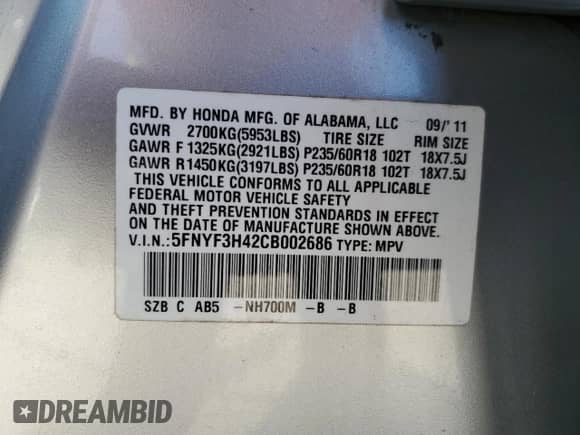 MFD. BY HONDA MFG. OF ALABAMA, LLC 09/'11
GVWR 2700KG(5953LBS) TIRE SIZE RIM SIZE
GAWR F 1325KG(2921LBS) P235/60R18 102T 18X7.5J
GAWR R1450KG(3197LBS) P235/60R18 102T 18X7.5J
THIS VEHICLE CONFORMS TO ALL APPLICABLE
FEDERAL MOTOR VEHICLE SAFETY
AND THEFT PREVENTION STANDARDS IN EFFECT
ON THE DATE OF MANUFACTURE SHOWN ABOVE.
V.I.N.:5FNYF3H42CB002686 TYPE: MPV
SZB C AB5 -NH700M -B -B
DREAMBID